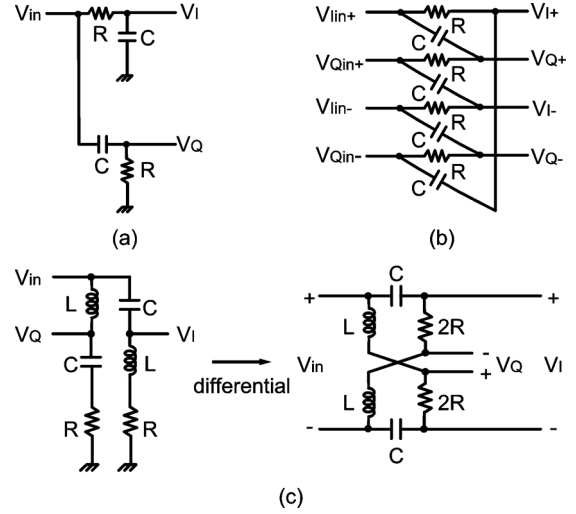 Vin
R
VI
C
C
VQ
R
(a)
VIin+
R
VI+
C
VQin+
R
VQ+
C
VIin-
R
VI-
C
VQin-
R
VQ-
C
(b)
Vin
L
C
VQ
VI
C
L
R
R
differential
C
+
+
L
2R
-
Vin
VQ
VI
+
L
2R
-
-
C
(c)